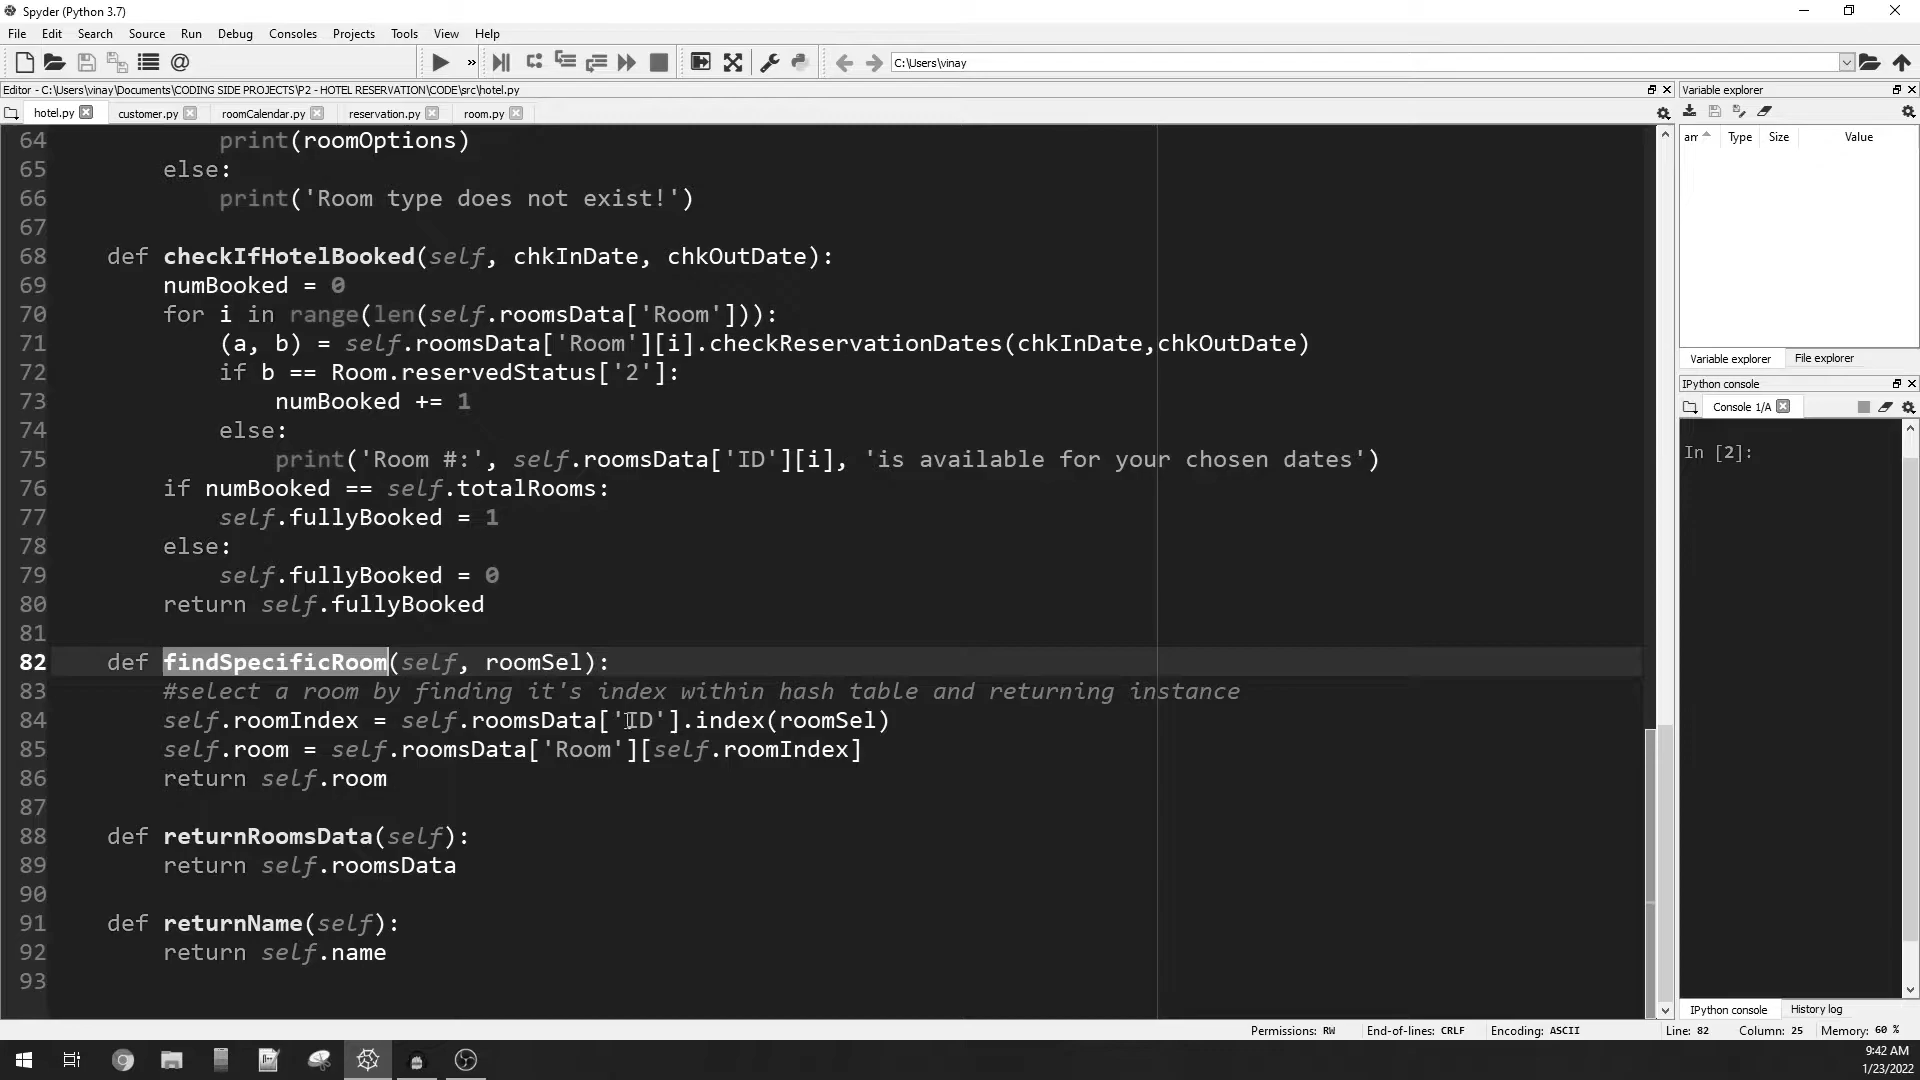 Spyder (Python 3.7)
File Edit Search Source Run Debug Consoles Projects Tools View Help
C:\Users\vinay
Editor - C:\Users\vinay\Documents\CODING SIDE PROJECTS\P2 - HOTEL RESERVATION\CODE\src\hotel.py
Variable explorer
hotel.py customer.py roomCalendar.py reservation.py room.py
Type Size Value
64 print(roomOptions)
65 else:
66 print('Room type does not exist!')
67
68 def checkIfHotelBooked(self, chkInDate, chkOutDate):
69 numBooked = 0
70 for i in range(len(self.roomsData['Room'])):
71 (a, b) = self.roomsData['Room'][i].checkReservationDates(chkInDate,chkOutDate)
72 if b == Room.reservedStatus['2']:
73 numBooked += 1
74 else:
75 print('Room #:', self.roomsData['ID'][i], 'is available for your chosen dates')
76 if numBooked == self.totalRooms:
77 self.fullyBooked = 1
78 else:
79 self.fullyBooked = 0
80 return self.fullyBooked
81
82 def findSpecificRoom(self, roomSel):
83 #select a room by finding it's index within hash table and returning instance
84 self.roomIndex = self.roomsData['ID'].index(roomSel)
85 self.room = self.roomsData['Room'][self.roomIndex]
86 return self.room
87
88 def returnRoomsData(self):
89 return self.roomsData
90
91 def returnName(self):
92 return self.name
93
Variable explorer File explorer
IPython console
Console 1/A
In [2]:
IPython console History log
Permissions: RW End-of-lines: CRLF Encoding: ASCII Line: 82 Column: 25 Memory: 60 %
9:42 AM
1/23/2022